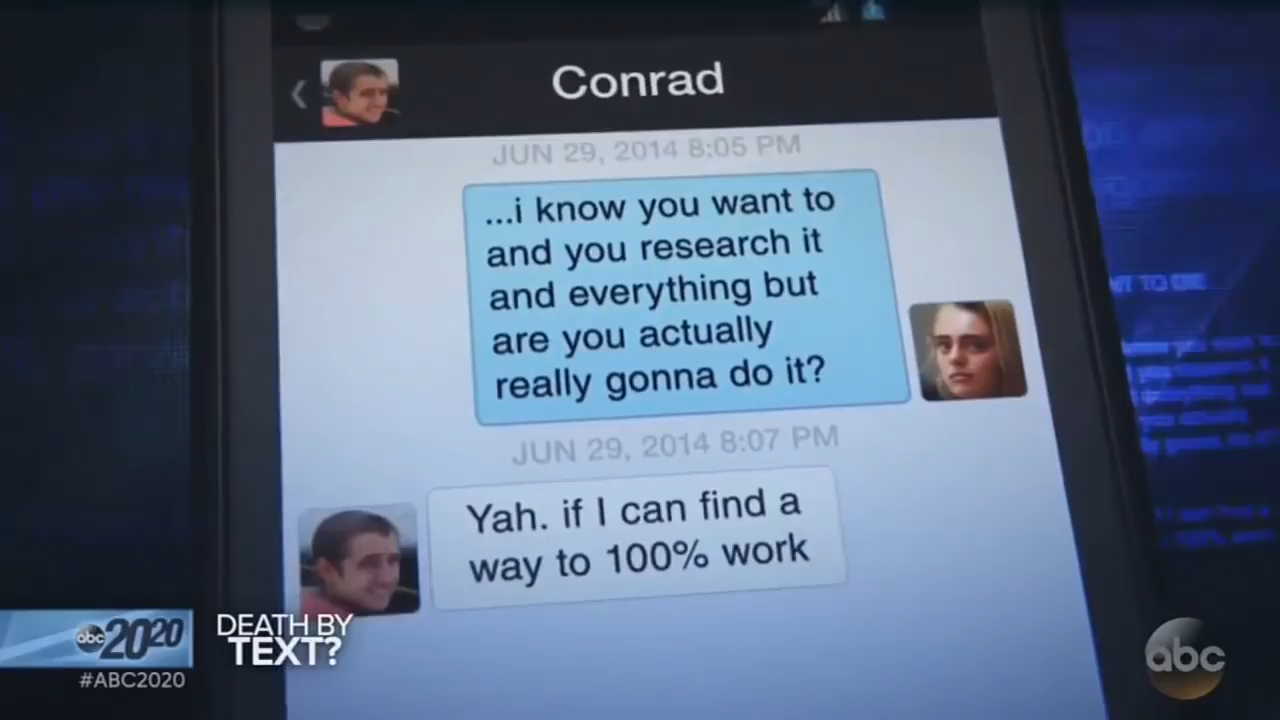 Conrad
JUN 29, 2014 8:05 PM
...i know you want to
and you research it
and everything but
are you actually
really gonna do it?
JUN 29, 2014 8:07 PM
Yah. if I can find a
way to 100% work
abc 2020
#ABC2020
DEATH BY
TEXT?
abc